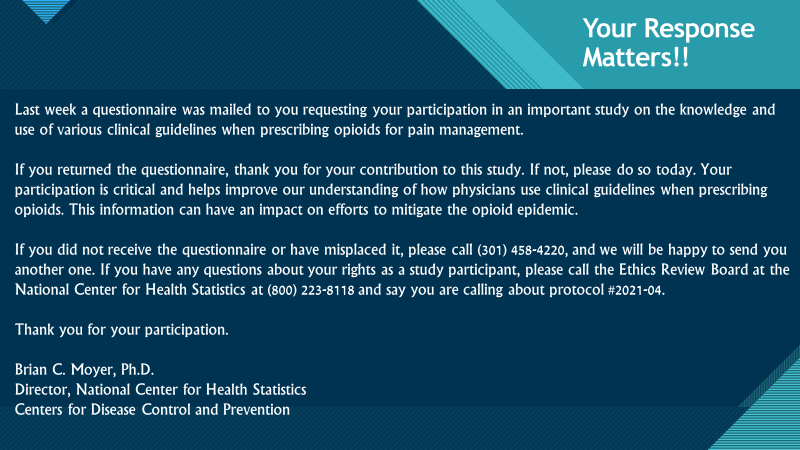 Your Response
Matters!!
Last week a questionnaire was mailed to you requesting your participation in an important study on the knowledge and
use of various clinical guidelines when prescribing opioids for pain management.
If you returned the questionnaire, thank you for your contribution to this study. If not, please do so today. Your
participation is critical and helps improve our understanding of how physicians use clinical guidelines when prescribing
opioids. This information can have an impact on efforts to mitigate the opioid epidemic.
If you did not receive the questionnaire or have misplaced it, please call (301) 458-4220, and we will be happy to send you
another one. If you have any questions about your rights as a study participant, please call the Ethics Review Board at the
National Center for Health Statistics at (800) 223-8118 and say you are calling about protocol #2021-04.
Thank you for your participation.
Brian C. Moyer, Ph.D.
Director, National Center for Health Statistics
Centers for Disease Control and Prevention